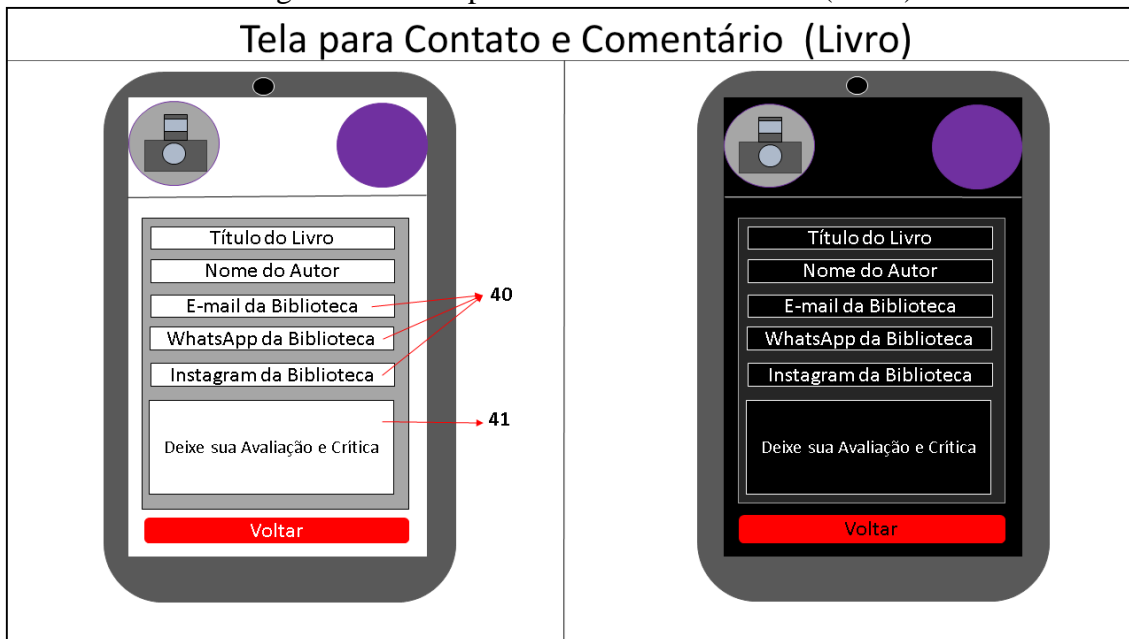 Tela para Contato e Comentário (Livro)
Título do Livro
Nome do Autor
E-mail da Biblioteca
WhatsApp da Biblioteca
Instagram da Biblioteca
Deixe sua Avaliação e Crítica
Voltar
40
41
Título do Livro
Nome do Autor
E-mail da Biblioteca
WhatsApp da Biblioteca
Instagram da Biblioteca
Deixe sua Avaliação e Crítica
Voltar